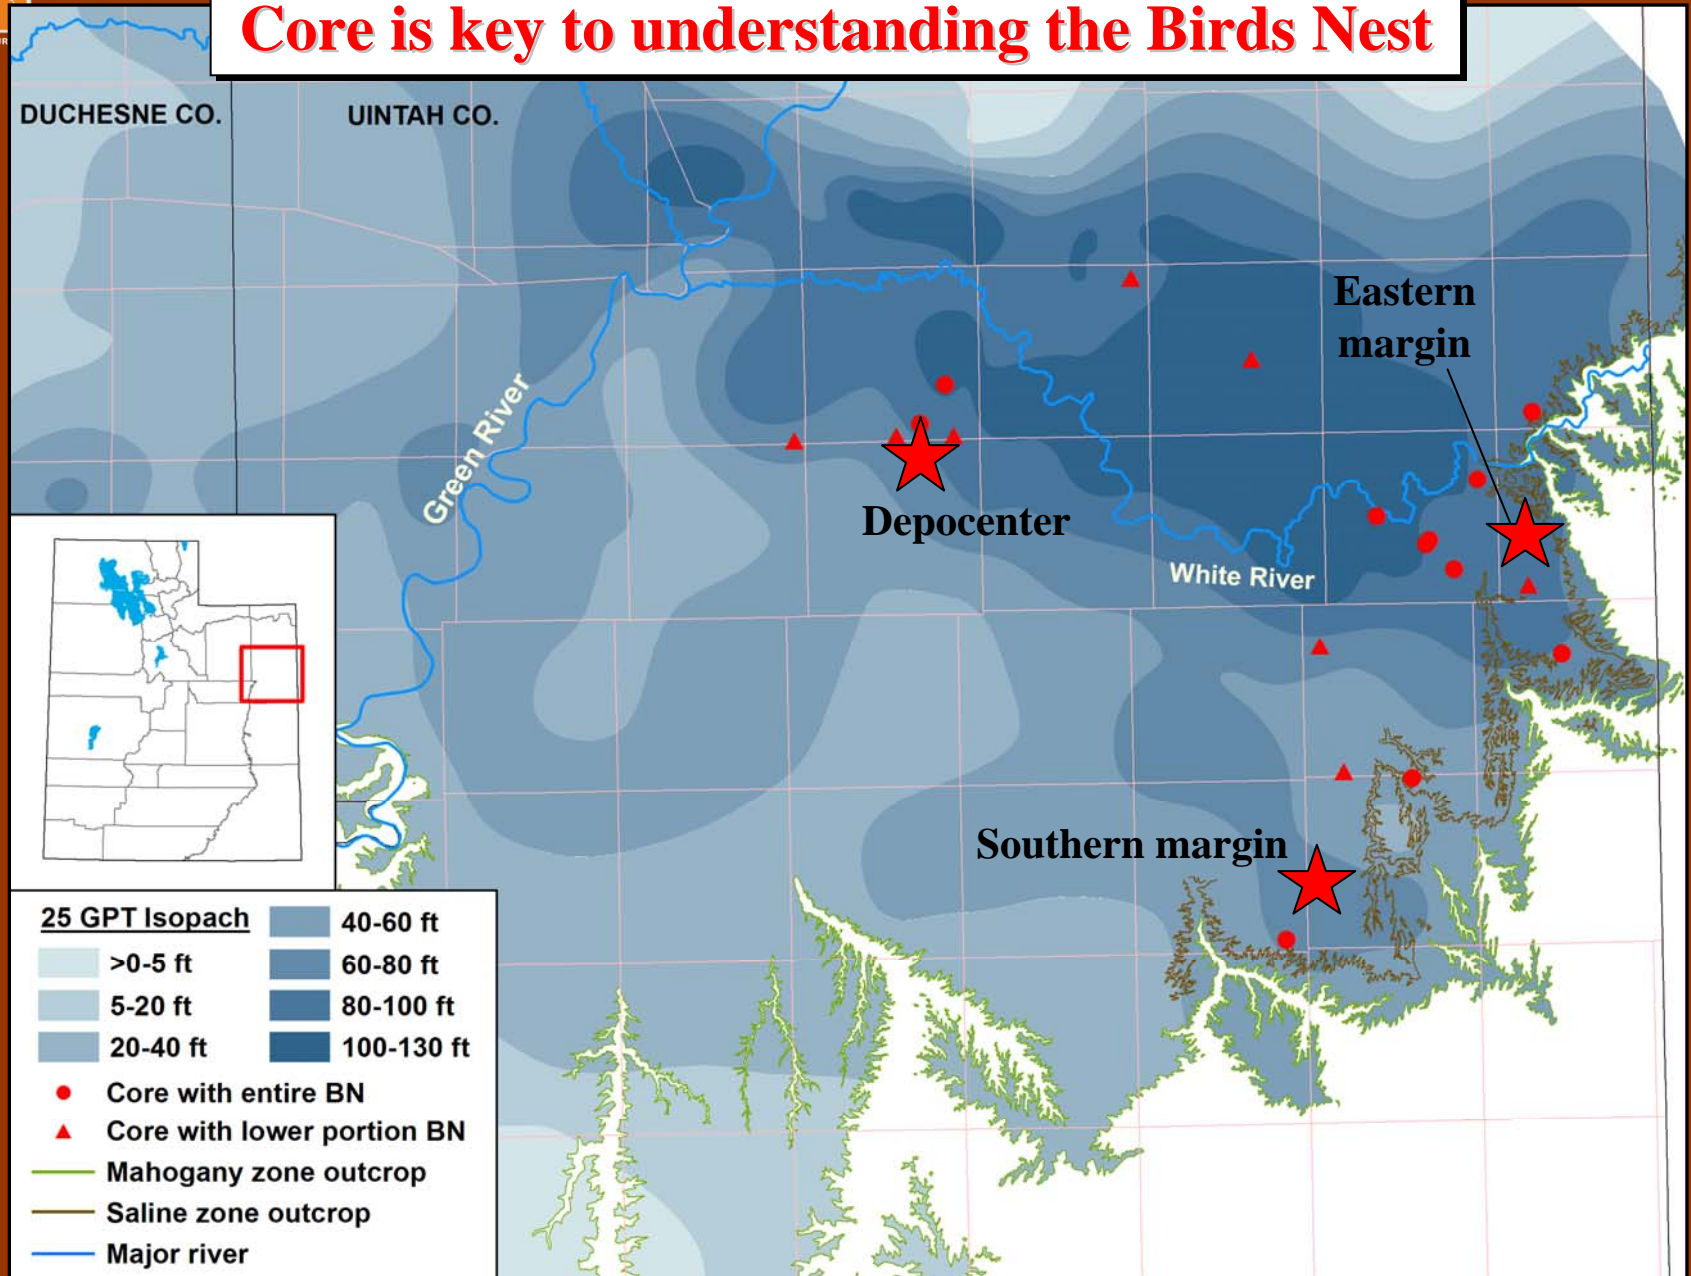 Core is key to understanding the Birds Nest
DUCHESNE CO.
UINTAH CO.
Eastern
margin
Green River
Depocenter
White River
Southern margin
25 GPT Isopach
>0-5 ft
5-20 ft
20-40 ft
40-60 ft
60-80 ft
80-100 ft
100-130 ft
Core with entire BN
Core with lower portion BN
Mahogany zone outcrop
Saline zone outcrop
Major river